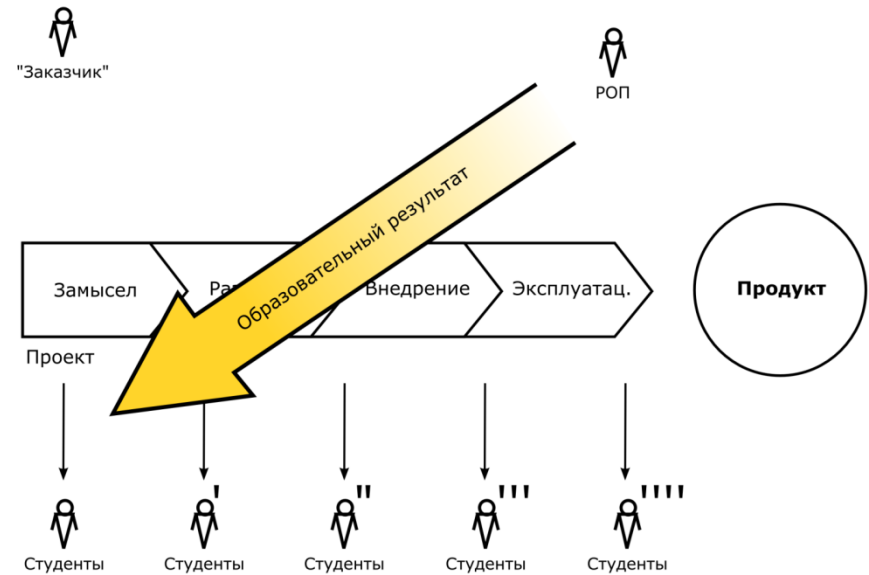 "Заказчик"
РОП
Образовательный результат
Замысел
Внедрение
Эксплуатац.
Продукт
Проект
' '' ''' ''''
Студенты Студенты Студенты Студенты Студенты